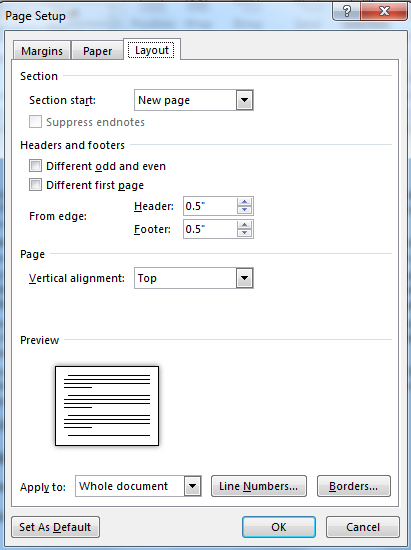 Page Setup
Margins Paper Layout
Section
Section start: New page
Suppress endnotes
Headers and footers
Different odd and even
Different first page
From edge:
Header: 0.5"
Footer: 0.5"
Page
Vertical alignment: Top
Preview
Apply to: Whole document Line Numbers... Borders...
Set As Default OK Cancel